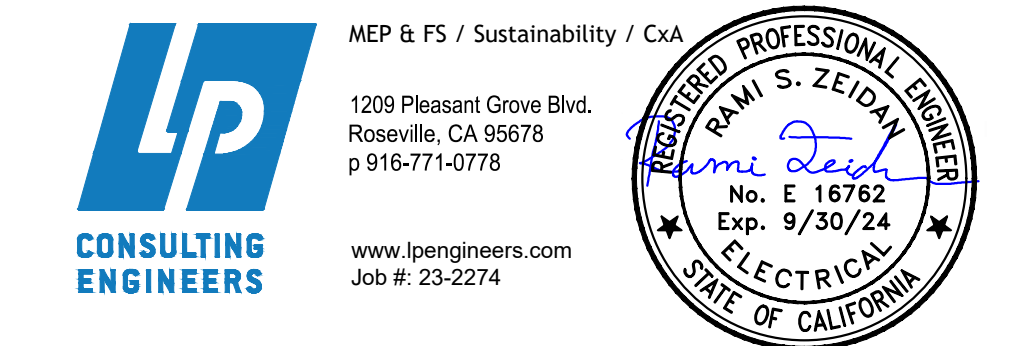 LP
CONSULTING
ENGINEERS
MEP & FS / Sustainability / CxA
1209 Pleasant Grove Blvd.
Roseville, CA 95678
p 916-771-0778
www.lpengineers.com
Job #: 23-2274
REGISTERED PROFESSIONAL ENGINEER
RAMI S. ZEIDAN
Rami Zeidn
No. E 16762
Exp. 9/30/24
ELECTRICAL
STATE OF CALIFORNIA